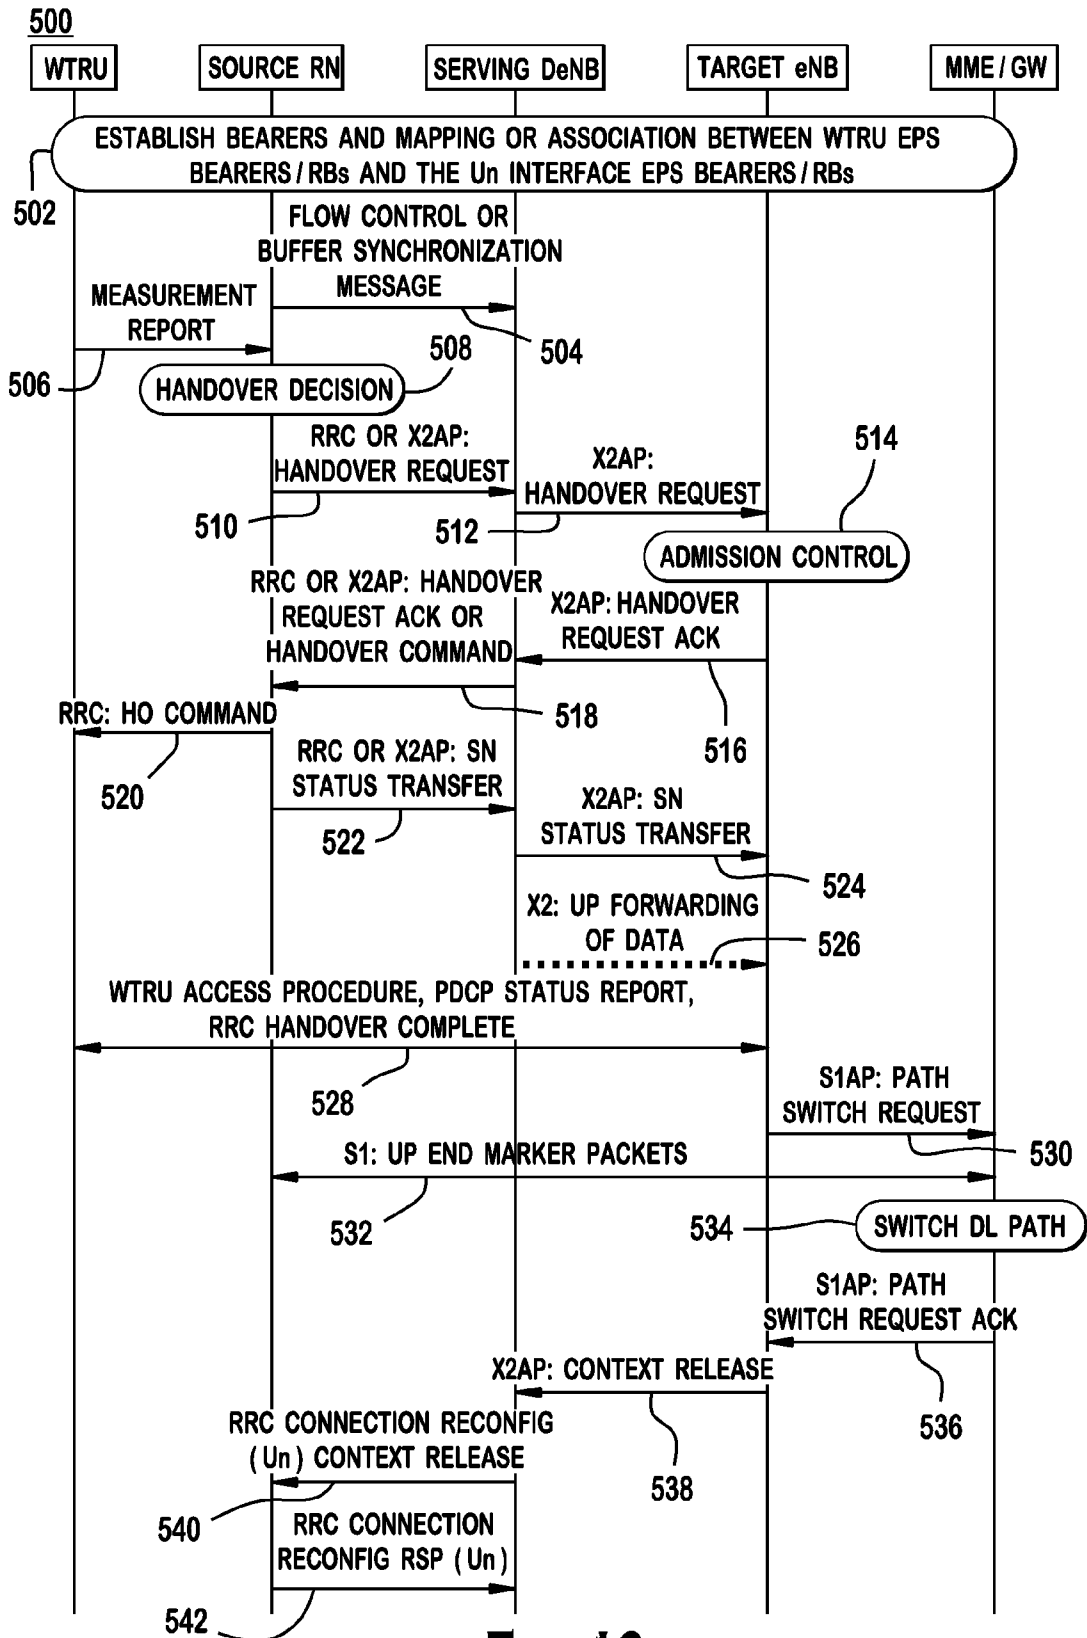 500
WTRU
SOURCE RN
SERVING DeNB
TARGET eNB
MME/GW
ESTABLISH BEARERS AND MAPPING OR ASSOCIATION BETWEEN WTRU EPS
BEARERS/RBs AND THE Un INTERFACE EPS BEARERS/RBs
502
FLOW CONTROL OR
BUFFER SYNCHRONIZATION
MESSAGE
504
MEASUREMENT
REPORT
506
HANDOVER DECISION
508
RRC OR X2AP:
HANDOVER REQUEST
510
X2AP:
HANDOVER REQUEST
512
514
ADMISSION CONTROL
X2AP: HANDOVER
REQUEST ACK
516
RRC OR X2AP: HANDOVER
REQUEST ACK OR
HANDOVER COMMAND
518
RRC: HO COMMAND
520
RRC OR X2AP: SN
STATUS TRANSFER
522
X2AP: SN
STATUS TRANSFER
524
X2: UP FORWARDING
OF DATA
526
WTRU ACCESS PROCEDURE, PDCP STATUS REPORT,
RRC HANDOVER COMPLETE
528
S1AP: PATH
SWITCH REQUEST
530
S1: UP END MARKER PACKETS
532
534
SWITCH DL PATH
S1AP: PATH
SWITCH REQUEST ACK
536
X2AP: CONTEXT RELEASE
538
RRC CONNECTION RECONFIG
(Un) CONTEXT RELEASE
540
RRC CONNECTION
RECONFIG RSP (Un)
542